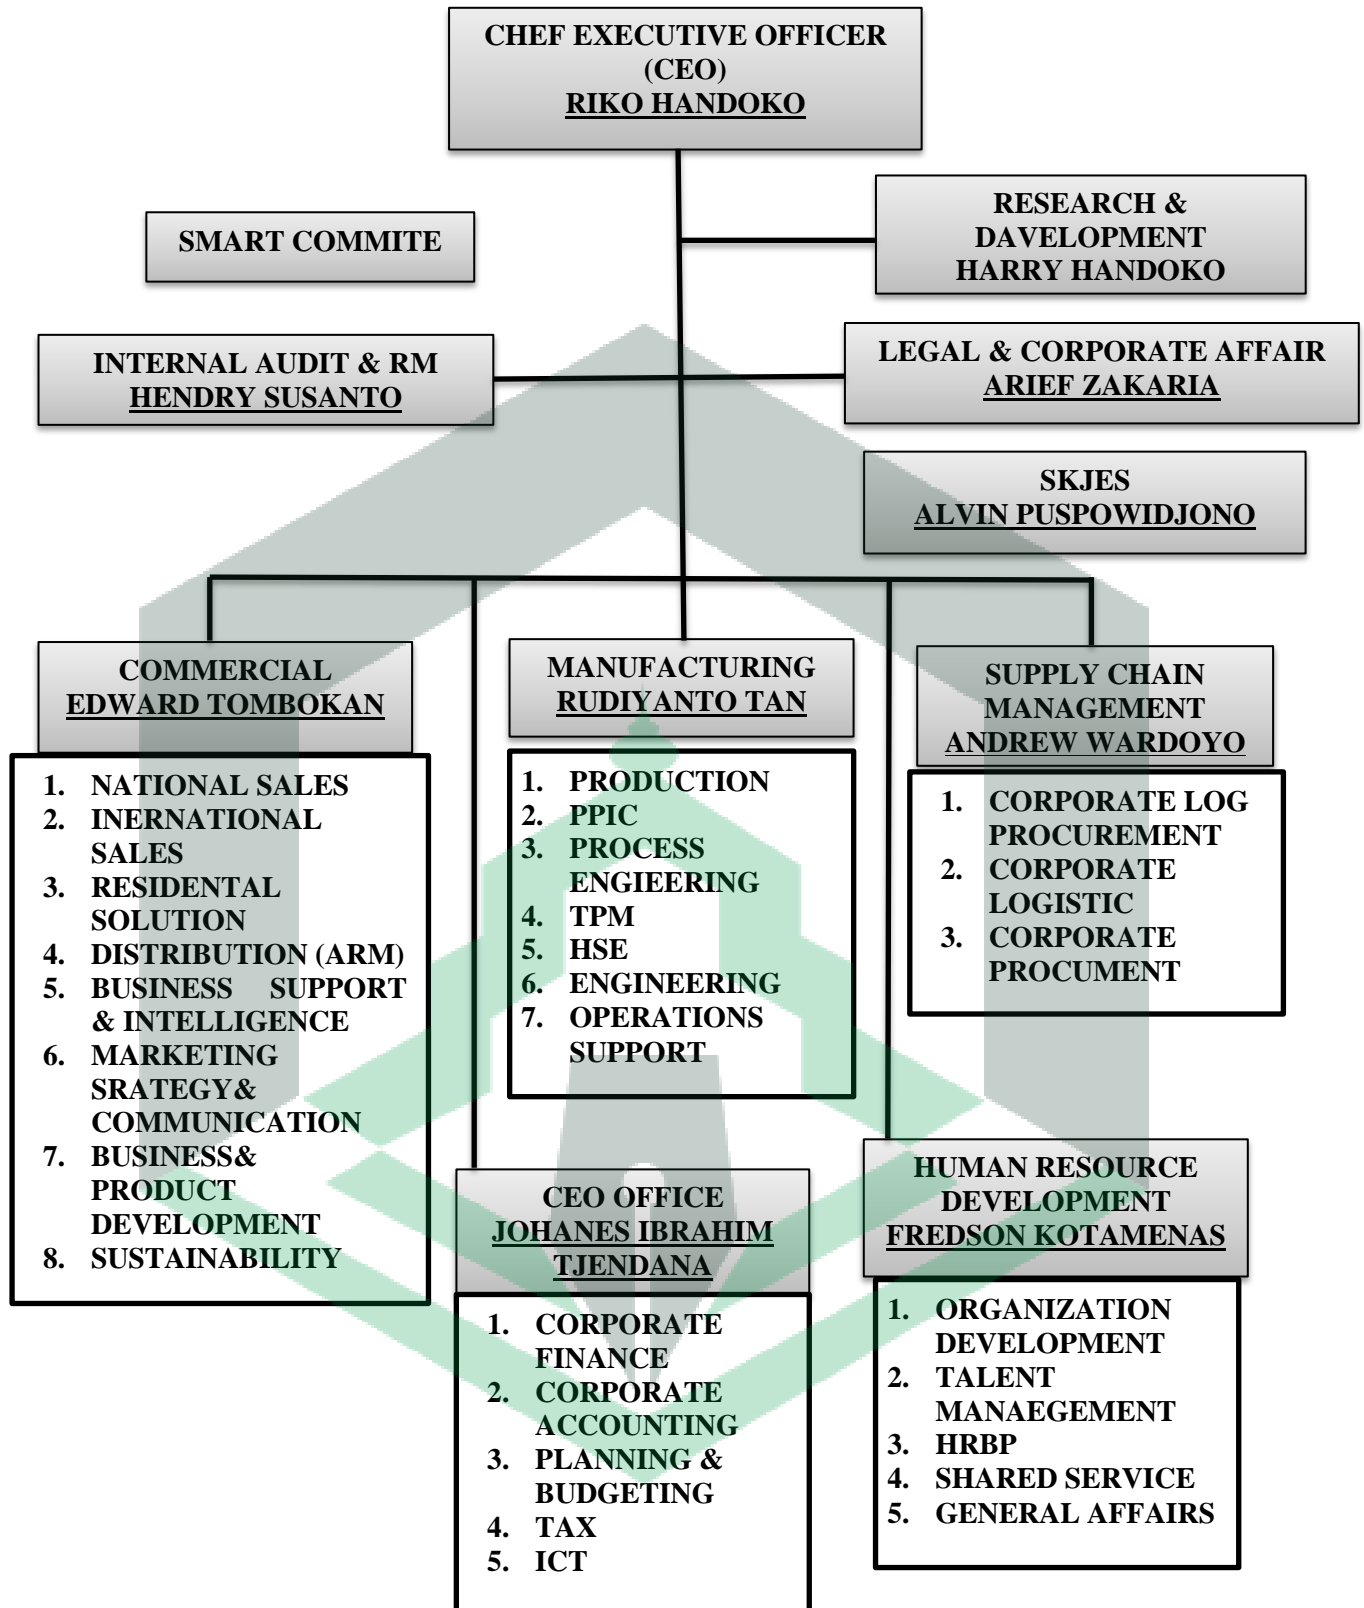 CHEF EXECUTIVE OFFICER
(CEO)
RIKO HANDOKO
SMART COMMITE
RESEARCH &
DAVELOPMENT
HARRY HANDOKO
INTERNAL AUDIT & RM
HENDRY SUSANTO
LEGAL & CORPORATE AFFAIR
ARIEF ZAKARIA
SKJES
ALVIN PUSPOWIDJONO
COMMERCIAL
EDWARD TOMBOKAN
1. NATIONAL SALES
2. INERNATIONAL
SALES
3. RESIDENTAL
SOLUTION
4. DISTRIBUTION (ARM)
5. BUSINESS SUPPORT
& INTELLIGENCE
6. MARKETING
SRATEGY&
COMMUNICATION
7. BUSINESS&
PRODUCT
DEVELOPMENT
8. SUSTAINABILITY
MANUFACTURING
RUDIYANTO TAN
1. PRODUCTION
2. PPIC
3. PROCESS
ENGIEERING
4. TPM
5. HSE
6. ENGINEERING
7. OPERATIONS
SUPPORT
SUPPLY CHAIN
MANAGEMENT
ANDREW WARDOYO
1. CORPORATE LOG
PROCUREMENT
2. CORPORATE
LOGISTIC
3. CORPORATE
PROCUMENT
CEO OFFICE
JOHANES IBRAHIM
TJENDANA
1. CORPORATE
FINANCE
2. CORPORATE
ACCOUNTING
3. PLANNING &
BUDGETING
4. TAX
5. ICT
HUMAN RESOURCE
DEVELOPMENT
FREDSON KOTAMENAS
1. ORGANIZATION
DEVELOPMENT
2. TALENT
MANAEGEMENT
3. HRBP
4. SHARED SERVICE
5. GENERAL AFFAIRS